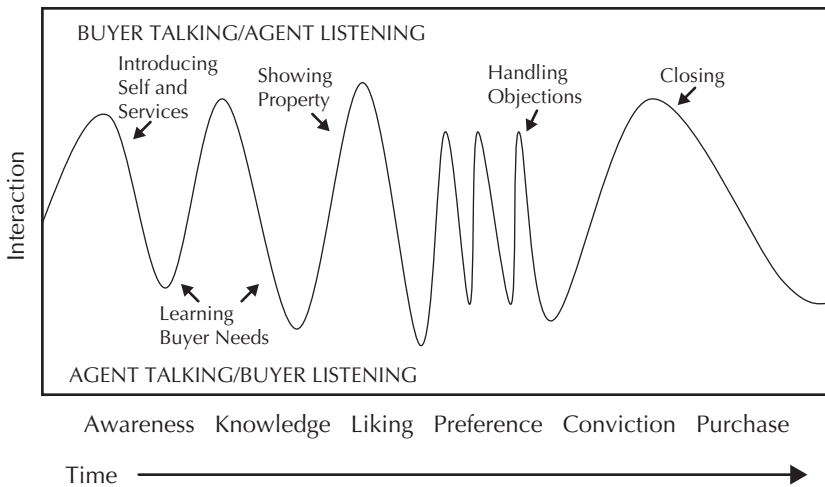 BUYER TALKING/AGENT LISTENING
Introducing
Self and
Services
Showing
Property
Handling
Objections
Closing
Interaction
Learning
Buyer Needs
AGENT TALKING/BUYER LISTENING
Awareness Knowledge Liking Preference Conviction Purchase
Time